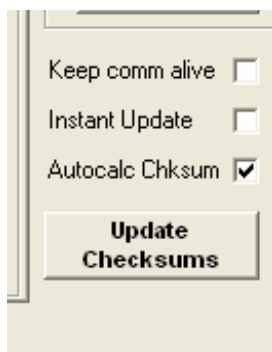 Keep comm alive
Instant Update
Autocalc Chksum
Update
Checksums